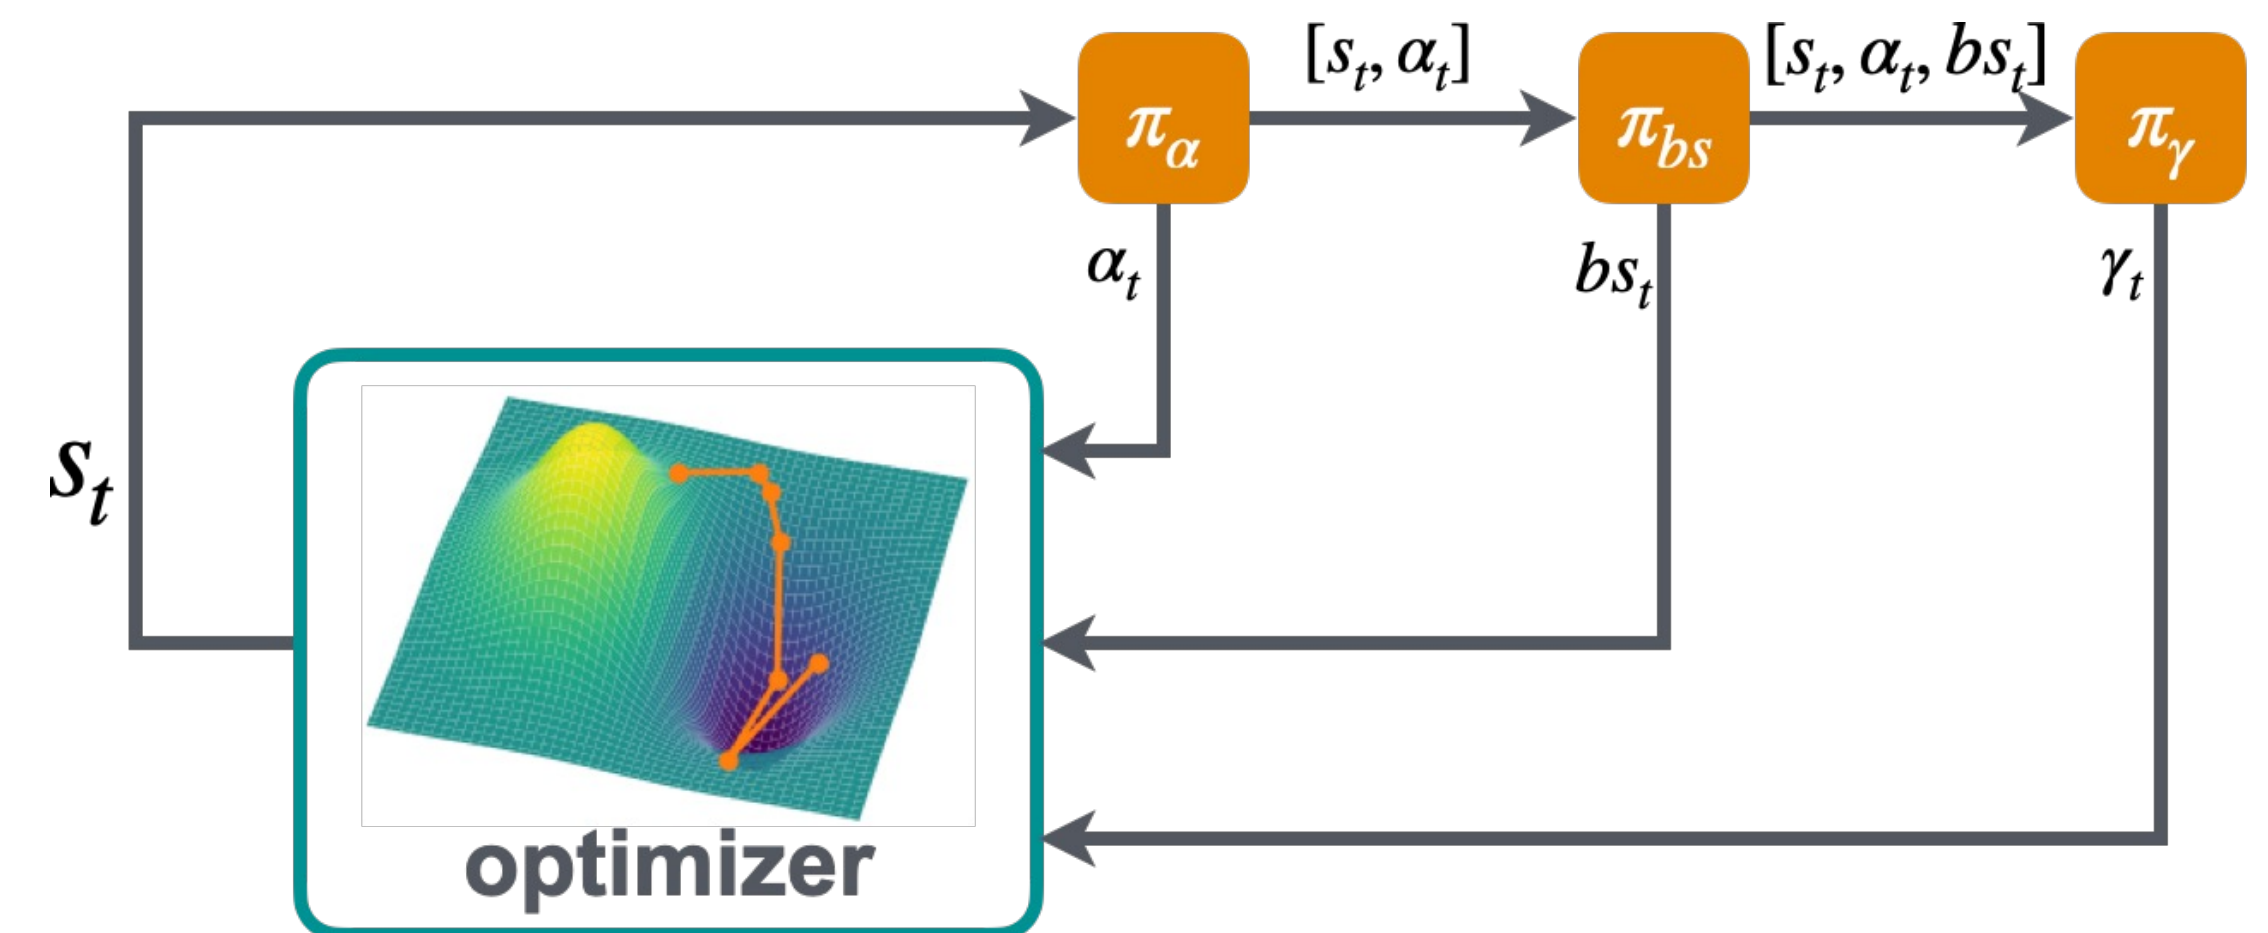 [s_t, α_t]
[s_t, α_t, bs_t]
π_α
π_bs
π_γ
α_t
bs_t
γ_t
s_t
optimizer